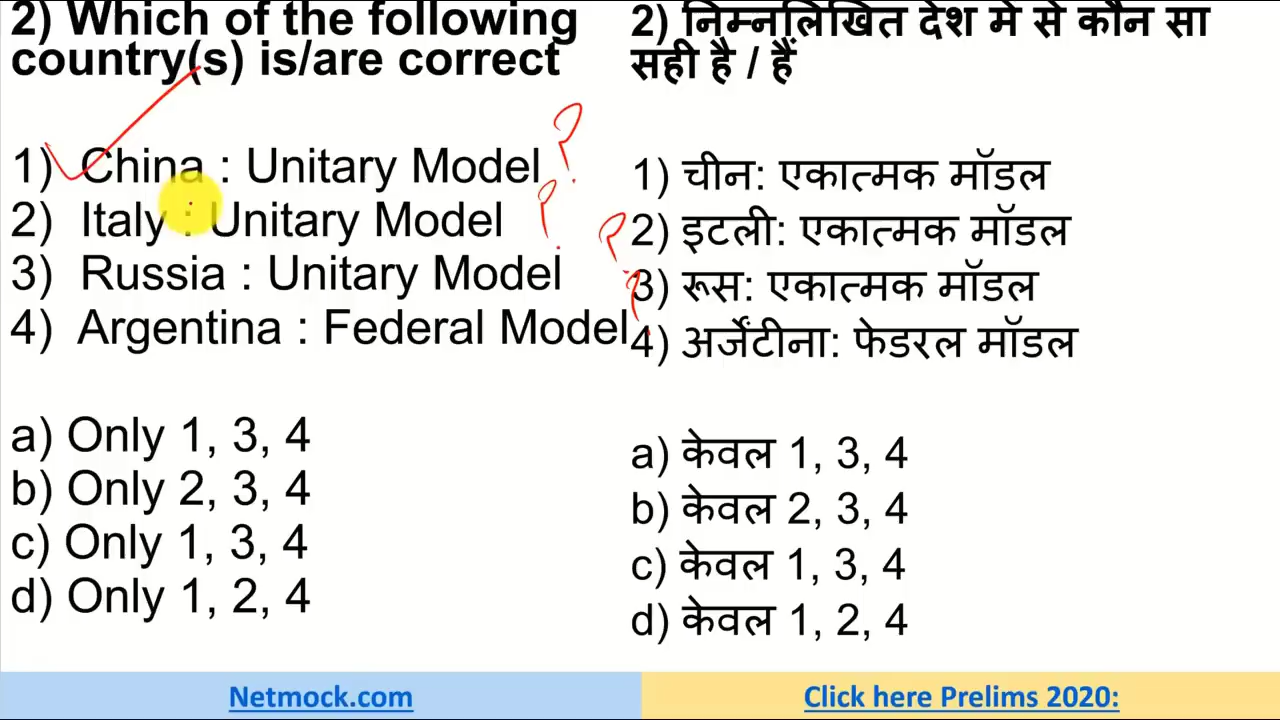 2) Which of the following
country(s) is/are correct
1) China : Unitary Model
2) Italy : Unitary Model
3) Russia : Unitary Model
4) Argentina : Federal Model
a) Only 1, 3, 4
b) Only 2, 3, 4
c) Only 1, 3, 4
d) Only 1, 2, 4
2) निम्नलिखित देश मे से कौन सा
सही है / हैं
1) चीन: एकात्मक मॉडल
2) इटली: एकात्मक मॉडल
3) रूस: एकात्मक मॉडल
4) अर्जेंटीना: फेडरल मॉडल
a) केवल 1, 3, 4
b) केवल 2, 3, 4
c) केवल 1, 3, 4
d) केवल 1, 2, 4
? ? ? ?
Netmock.com
Click here Prelims 2020: